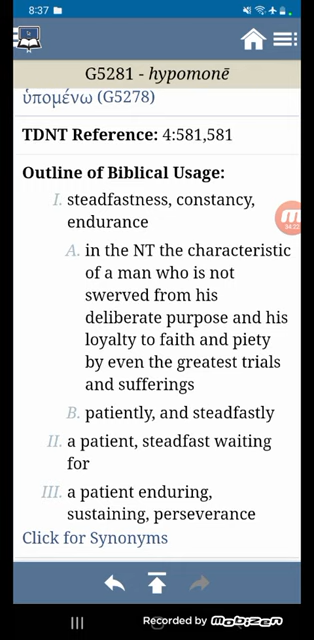 8:37
G5281 - hypomonē
ὑπομένω (G5278)
TDNT Reference: 4:581,581
Outline of Biblical Usage:
I. steadfastness, constancy,
endurance
A. in the NT the characteristic
of a man who is not
swerved from his
deliberate purpose and his
loyalty to faith and piety
by even the greatest trials
and sufferings
B. patiently, and steadfastly
II. a patient, steadfast waiting
for
III. a patient enduring,
sustaining, perseverance
Click for Synonyms
Recorded by mobizen